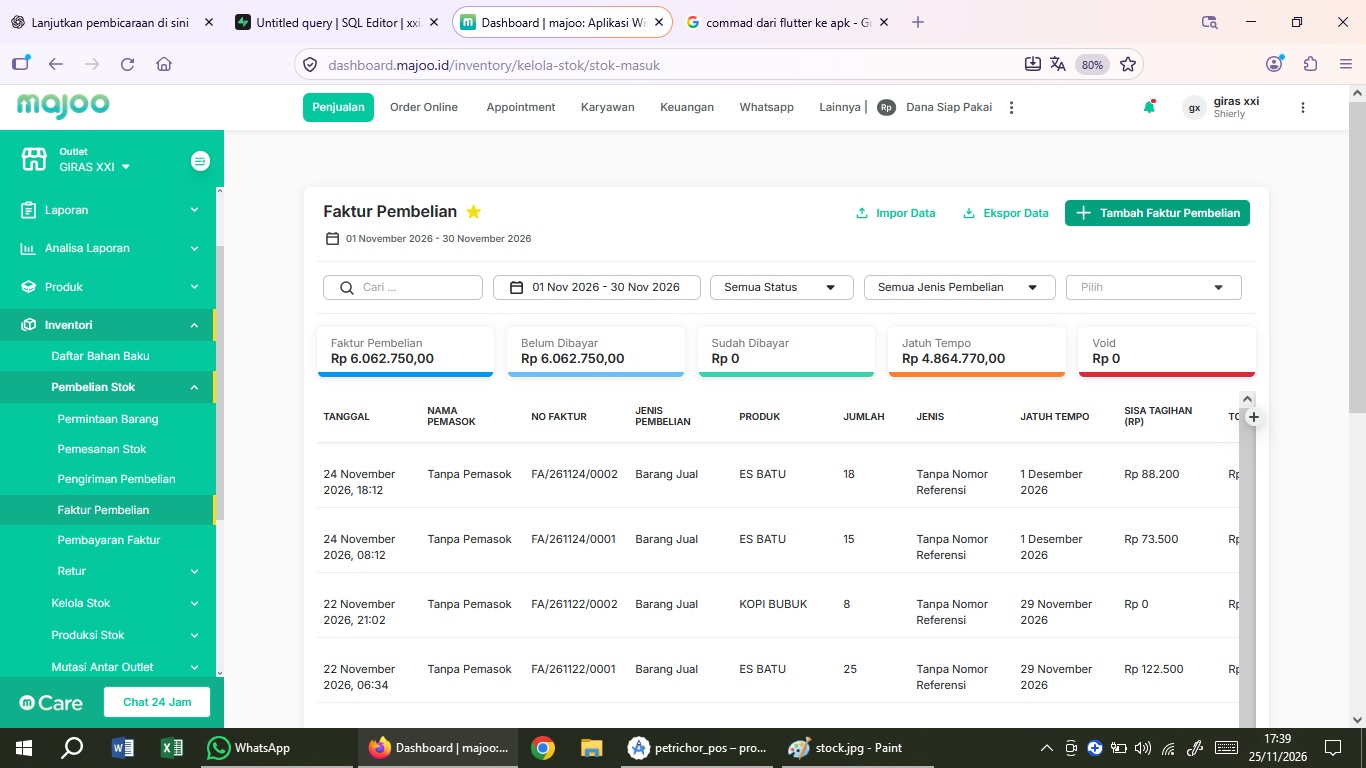 Lanjutkan pembicaraan di sini
Untitled query | SQL Editor | xxi
Dashboard | majoo: Aplikasi Wi
commad dari flutter ke apk - Go
dashboard.majoo.id/inventory/kelola-stok/stok-masuk
80%
majoo
Penjualan
Order Online
Appointment
Karyawan
Keuangan
Whatsapp
Lainnya |
Rp
Dana Siap Pakai
gx
giras xxi
Shierly
Outlet
GIRAS XXI
Laporan
Analisa Laporan
Produk
Inventori
Daftar Bahan Baku
Pembelian Stok
Permintaan Barang
Pemesanan Stok
Pengiriman Pembelian
Faktur Pembelian
Pembayaran Faktur
Retur
Kelola Stok
Produksi Stok
Mutasi Antar Outlet
m Care
Chat 24 Jam
Faktur Pembelian
Impor Data
Ekspor Data
Tambah Faktur Pembelian
01 November 2026 - 30 November 2026
Cari ...
01 Nov 2026 - 30 Nov 2026
Semua Status
Semua Jenis Pembelian
Pilih
Faktur Pembelian
Rp 6.062.750,00
Belum Dibayar
Rp 6.062.750,00
Sudah Dibayar
Rp 0
Jatuh Tempo
Rp 4.864.770,00
Void
Rp 0
TANGGAL
NAMA PEMASOK
NO FAKTUR
JENIS PEMBELIAN
PRODUK
JUMLAH
JENIS
JATUH TEMPO
SISA TAGIHAN (RP)
24 November 2026, 18:12
Tanpa Pemasok
FA/261124/0002
Barang Jual
ES BATU
18
Tanpa Nomor Referensi
1 Desember 2026
Rp 88.200
Rp
24 November 2026, 08:12
Tanpa Pemasok
FA/261124/0001
Barang Jual
ES BATU
15
Tanpa Nomor Referensi
1 Desember 2026
Rp 73.500
Rp
22 November 2026, 21:02
Tanpa Pemasok
FA/261122/0002
Barang Jual
KOPI BUBUK
8
Tanpa Nomor Referensi
29 November 2026
Rp 0
Rp
22 November 2026, 06:34
Tanpa Pemasok
FA/261122/0001
Barang Jual
ES BATU
25
Tanpa Nomor Referensi
29 November 2026
Rp 122.500
Rp
WhatsApp
Dashboard | majoo:...
petrichor_pos – pro...
stock.jpg - Paint
17:39
25/11/2026